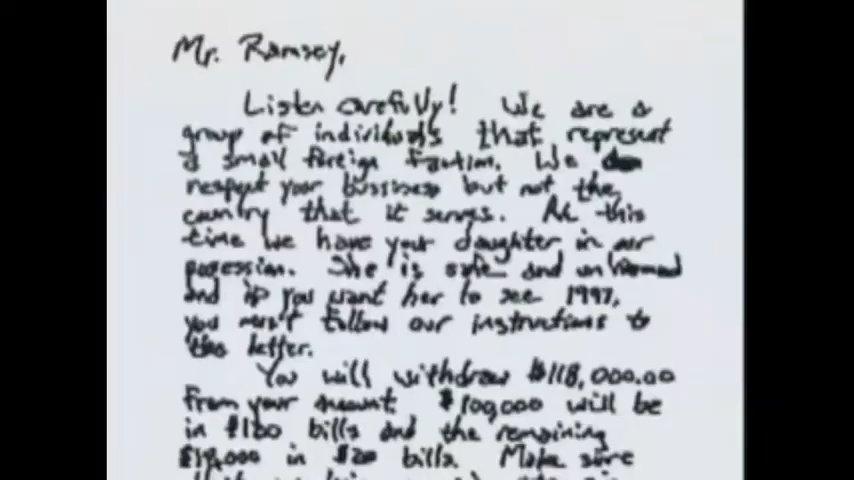 Mr. Ramsey,
Listen carefully! We are a
group of individuals that represent
a small foreign faction. We
respect your bussiness but not the
country that it serves. At this
time we have your daughter in our
posession. She is safe and unharmed
and if you want her to see 1997,
you must follow our instructions to
the letter.
You will withdraw $118,000.00
from your account. $100,000 will be
in $100 bills and the remaining
$18,000 in $20 bills. Make sure